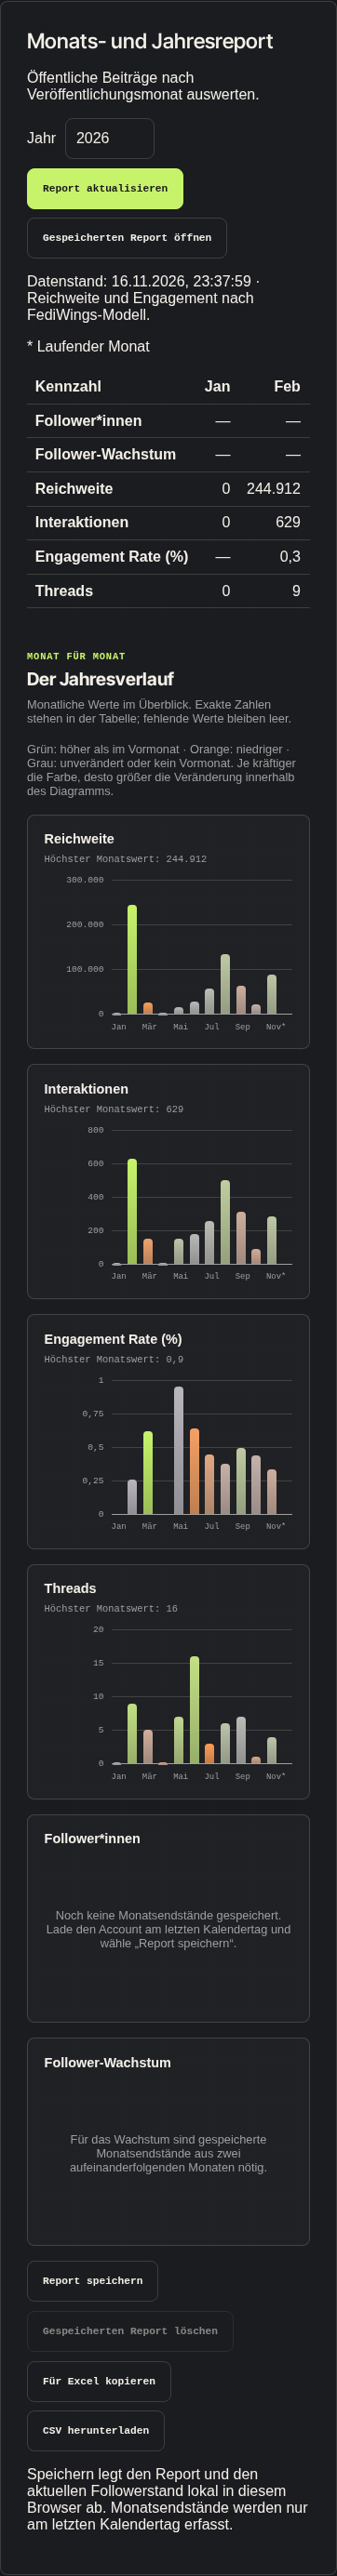 Monats- und Jahresreport
Öffentliche Beiträge nach
Veröffentlichungsmonat auswerten.
Jahr 2026
Report aktualisieren
Gespeicherten Report öffnen
Datenstand: 16.11.2026, 23:37:59 ·
Reichweite und Engagement nach
FediWings-Modell.
* Laufender Monat
Kennzahl Jan Feb
Follower*innen — —
Follower-Wachstum — —
Reichweite 0 244.912
Interaktionen 0 629
Engagement Rate (%) — 0,3
Threads 0 9
MONAT FÜR MONAT
Der Jahresverlauf
Monatliche Werte im Überblick. Exakte Zahlen
stehen in der Tabelle; fehlende Werte bleiben leer.
Grün: höher als im Vormonat · Orange: niedriger ·
Grau: unverändert oder kein Vormonat. Je kräftiger
die Farbe, desto größer die Veränderung innerhalb
des Diagramms.
Reichweite
Höchster Monatswert: 244.912
300.000
200.000
100.000
0
Jan Mär Mai Jul Sep Nov*
Interaktionen
Höchster Monatswert: 629
800
600
400
200
0
Jan Mär Mai Jul Sep Nov*
Engagement Rate (%)
Höchster Monatswert: 0,9
1
0,75
0,5
0,25
0
Jan Mär Mai Jul Sep Nov*
Threads
Höchster Monatswert: 16
20
15
10
5
0
Jan Mär Mai Jul Sep Nov*
Follower*innen
Noch keine Monatsendstände gespeichert.
Lade den Account am letzten Kalendertag und
wähle „Report speichern“.
Follower-Wachstum
Für das Wachstum sind gespeicherte
Monatsendstände aus zwei
aufeinanderfolgenden Monaten nötig.
Report speichern
Gespeicherten Report löschen
Für Excel kopieren
CSV herunterladen
Speichern legt den Report und den
aktuellen Followerstand lokal in diesem
Browser ab. Monatsendstände werden nur
am letzten Kalendertag erfasst.